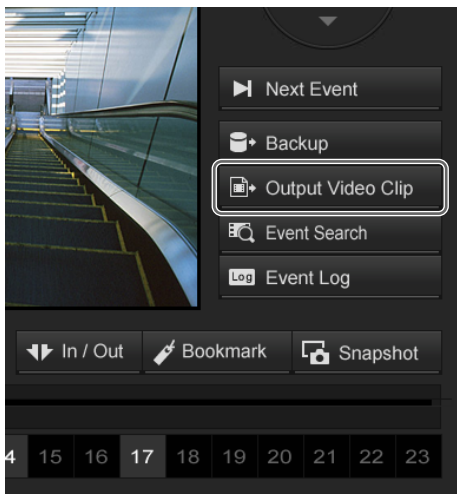 Next Event
Backup
Output Video Clip
Event Search
Log Event Log
In / Out Bookmark Snapshot
4 15 16 17 18 19 20 21 22 23